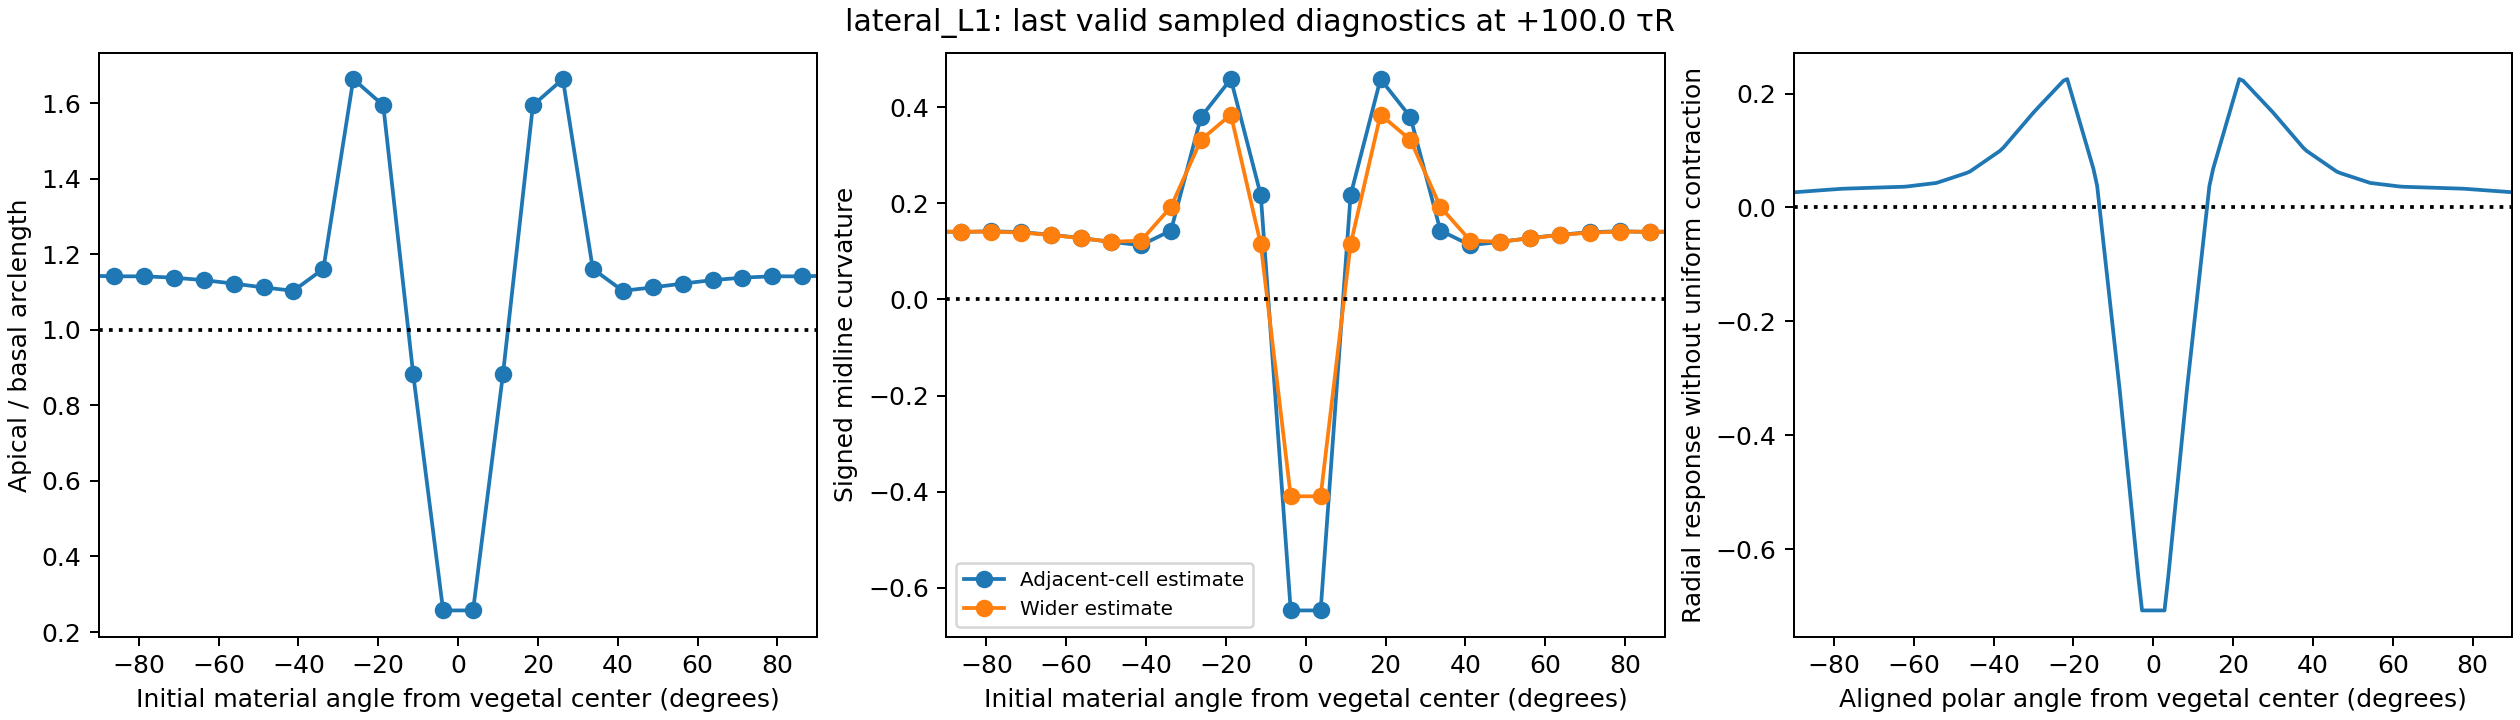 lateral_L1: last valid sampled diagnostics at +100.0 τR
Apical / basal arclength
1.6
1.4
1.2
1.0
0.8
0.6
0.4
0.2
−80 −60 −40 −20 0 20 40 60 80
Initial material angle from vegetal center (degrees)
Signed midline curvature
0.4
0.2
0.0
−0.2
−0.4
−0.6
Adjacent-cell estimate
Wider estimate
−80 −60 −40 −20 0 20 40 60 80
Initial material angle from vegetal center (degrees)
Radial response without uniform contraction
0.2
0.0
−0.2
−0.4
−0.6
−80 −60 −40 −20 0 20 40 60 80
Aligned polar angle from vegetal center (degrees)